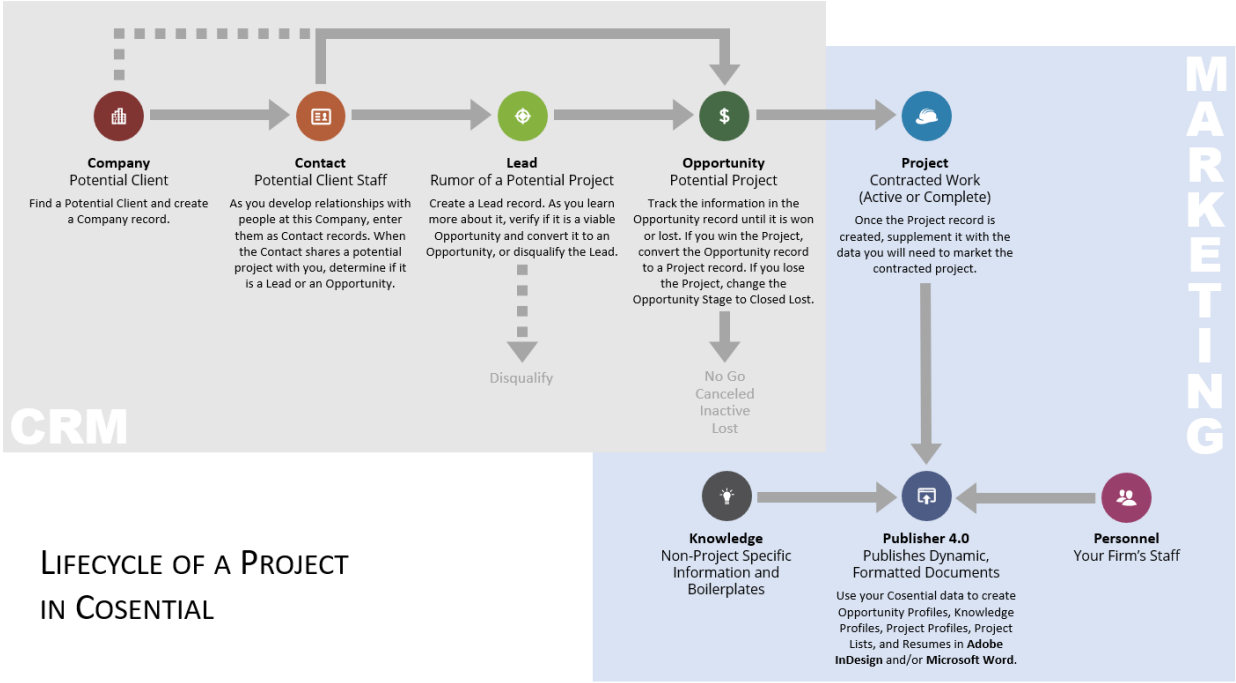 Company
Potential Client
Find a Potential Client and create
a Company record.
Contact
Potential Client Staff
As you develop relationships with
people at this Company, enter
them as Contact records. When
the Contact shares a potential
project with you, determine if it
is a Lead or an Opportunity.
Lead
Rumor of a Potential Project
Create a Lead record. As you learn
more about it, verify if it is a viable
Opportunity and convert it to an
Opportunity, or disqualify the Lead.
Disqualify
$
Opportunity
Potential Project
Track the information in the
Opportunity record until it is won
or lost. If you win the Project,
convert the Opportunity record
to a Project record. If you lose
the Project, change the
Opportunity Stage to Closed Lost.
No Go
Canceled
Inactive
Lost
CRM
Project
Contracted Work
(Active or Complete)
Once the Project record is
created, supplement it with the
data you will need to market the
contracted project.
MARKETING
Knowledge
Non-Project Specific
Information and
Boilerplates
Publisher 4.0
Publishes Dynamic,
Formatted Documents
Use your Cosential data to create
Opportunity Profiles, Knowledge
Profiles, Project Profiles, Project
Lists, and Resumes in Adobe
InDesign and/or Microsoft Word.
Personnel
Your Firm's Staff
LIFECYCLE OF A PROJECT
IN COSENTIAL